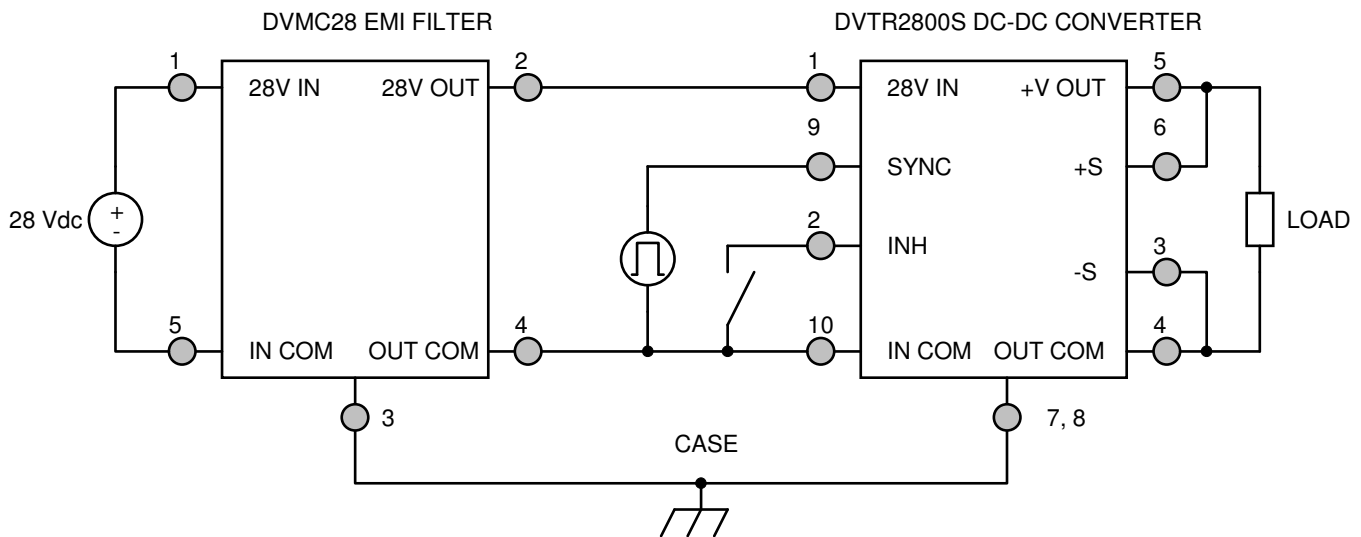 DVMC28 EMI FILTER
DVTR2800S DC-DC CONVERTER
1
28V IN
28V OUT
2
1
28V IN
+V OUT
5
9
SYNC
+S
6
28 Vdc
+
-
2
INH
-S
3
LOAD
5
IN COM
OUT COM
4
10
IN COM
OUT COM
4
3
7, 8
CASE